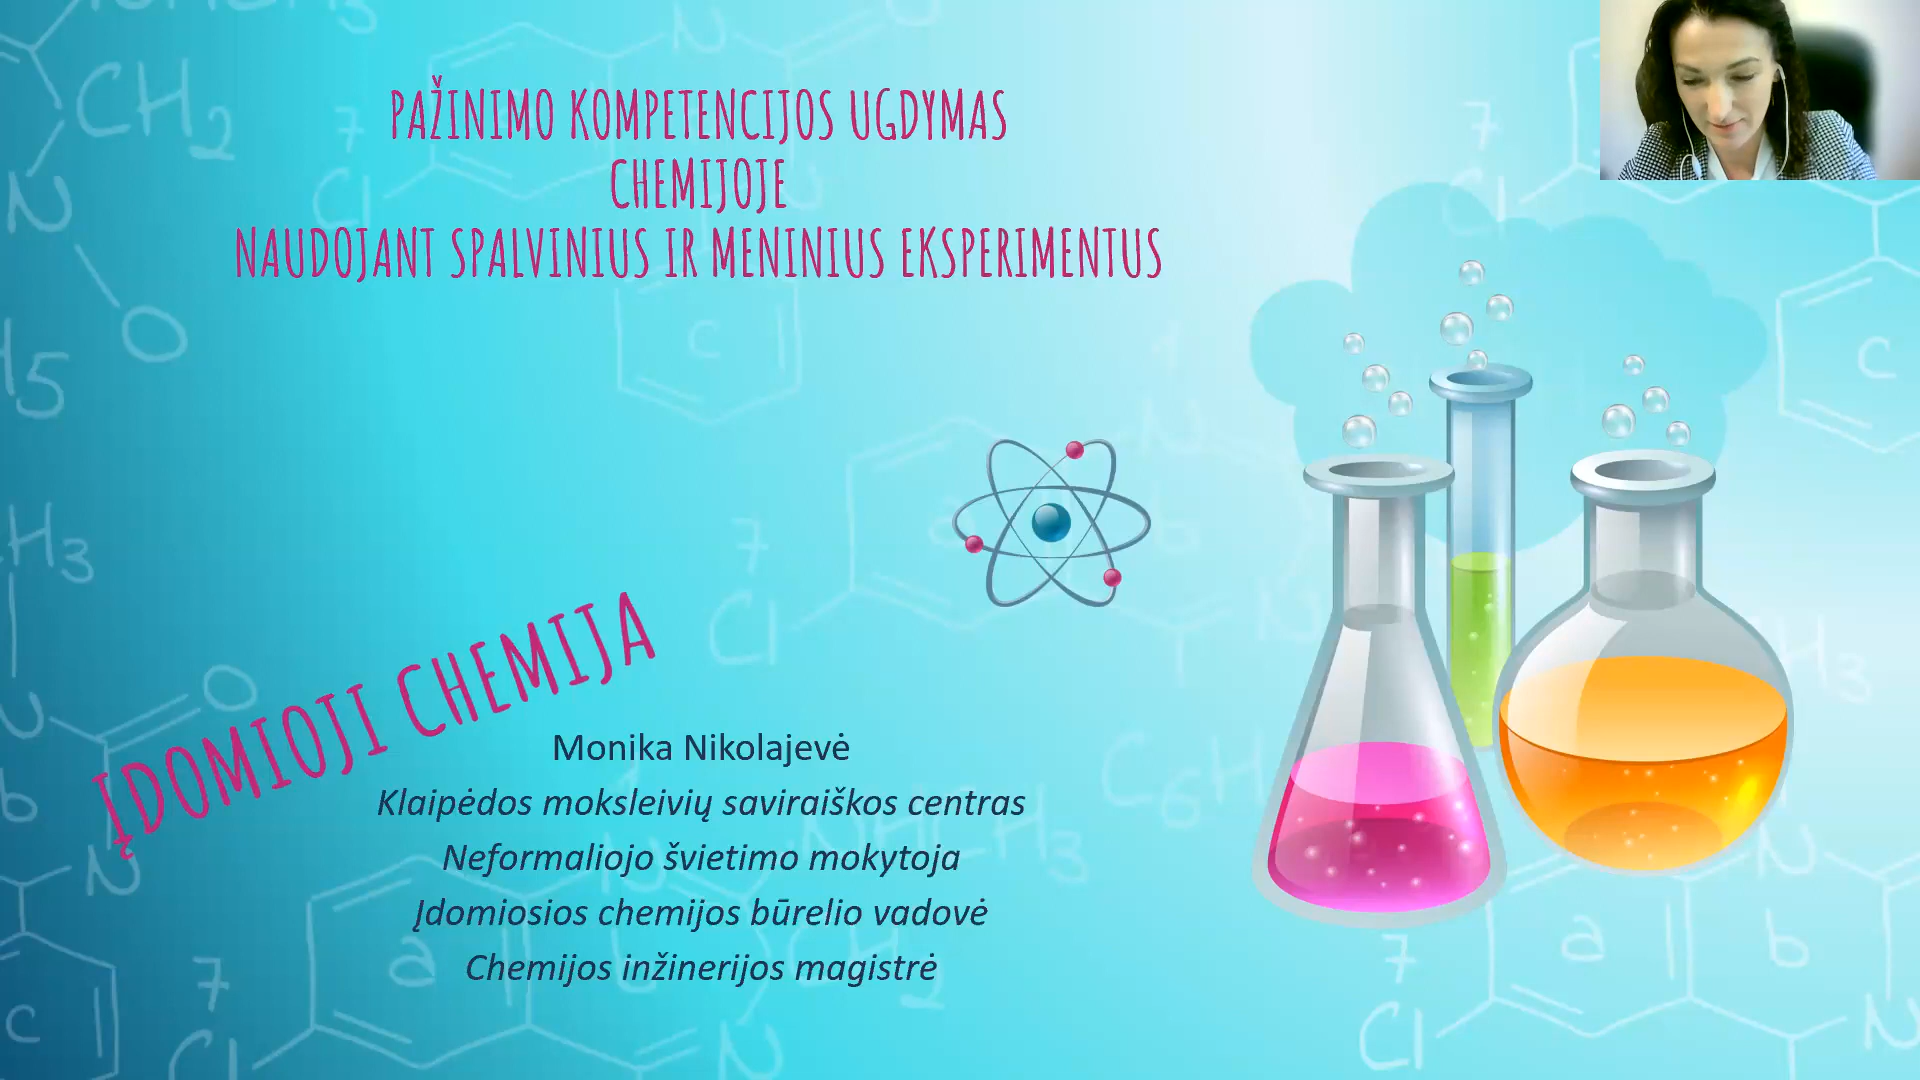 PAŽINIMO KOMPETENCIJOS UGDYMAS
CHEMIJOJE
NAUDOJANT SPALVINIUS IR MENINIUS EKSPERIMENTUS
ĮDOMIOJI CHEMIJA
Monika Nikolajevė
Klaipėdos moksleivių saviraiškos centras
Neformaliojo švietimo mokytoja
Įdomiosios chemijos būrelio vadovė
Chemijos inžinerijos magistrė